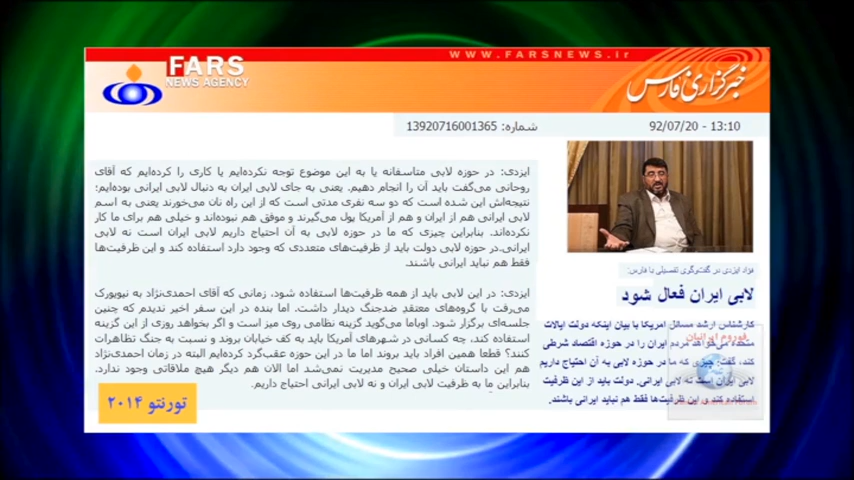 WWW.FARSNEWS.ir
FARS
NEWS AGENCY
خبرگزاری فارس
92/07/20 - 13:10
شماره: 13920716001365
فؤاد ایزدی در گفت‌وگوی تفصیلی با فارس:
لابی ایران فعال شود
کارشناس ارشد مسائل آمریکا با بیان اینکه دولت ایالات
متحده می‌خواهد مردم ایران را در حوزه اقتصاد شرطی
کند، گفت: چیزی که ما در حوزه لابی به آن احتیاج داریم
لابی ایران است نه لابی ایرانی. دولت باید از این ظرفیت
استفاده کند و این ظرفیت‌ها فقط هم نباید ایرانی باشند.
ایزدی: در حوزه لابی متاسفانه یا به این موضوع توجه نکرده‌ایم یا کاری را کرده‌ایم که آقای
روحانی می‌گفت باید آن را انجام دهیم. یعنی به جای لابی ایران به دنبال لابی ایرانی بوده‌ایم؛
نتیجه‌اش این شده است که دو سه نفری مدتی است که از این راه نان می‌خورند یعنی به اسم
لابی ایرانی هم از ایران و هم از آمریکا پول می‌گیرند و موفق هم نبوده‌اند و خیلی هم برای ما کار
نکرده‌اند. بنابراین چیزی که ما در حوزه لابی به آن احتیاج داریم لابی ایران است نه لابی
ایرانی.در حوزه لابی دولت باید از ظرفیت‌های متعددی که وجود دارد استفاده کند و این ظرفیت‌ها
فقط هم نباید ایرانی باشند.
ایزدی: در این لابی باید از همه ظرفیت‌ها استفاده شود. زمانی که آقای احمدی‌نژاد به نیویورک
می‌رفت با گروه‌های معتقد ضدجنگ دیدار داشت. اما بنده در این سفر اخیر ندیدم که چنین
جلسه‌ای برگزار شود. اوباما می‌گوید گزینه نظامی روی میز است و اگر بخواهد روزی از این گزینه
استفاده کند، چه کسانی در شهرهای آمریکا باید به کف خیابان بروند و نسبت به جنگ تظاهرات
کنند؟ قطعا همین افراد باید بروند اما ما در این حوزه عقب‌گرد کرده‌ایم البته در زمان احمدی‌نژاد
هم این داستان خیلی صحیح مدیریت نمی‌شد اما الان هم دیگر هیچ ملاقاتی وجود ندارد.
بنابراین ما به ظرفیت لابی ایران و نه لابی ایرانی احتیاج داریم.
تورنتو ۲۰۱۴
فوروم ایرانیان